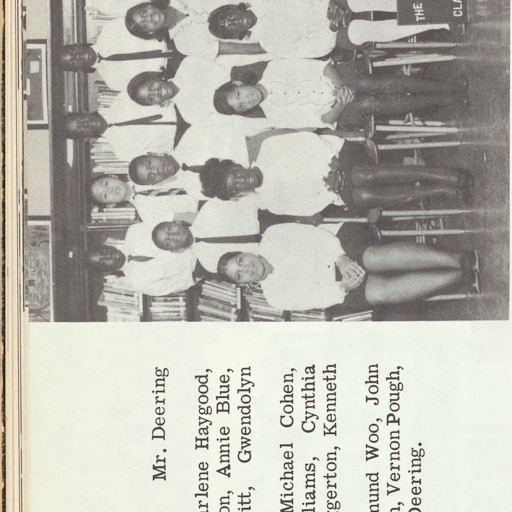 THE
CLA
Mr. Deering
arlene Haygood,
on, Annie Blue,
itt, Gwendolyn
Michael Cohen,
liams, Cynthia
ggerton, Kenneth
mund Woo, John
n, Vernon Pough,
Deering.